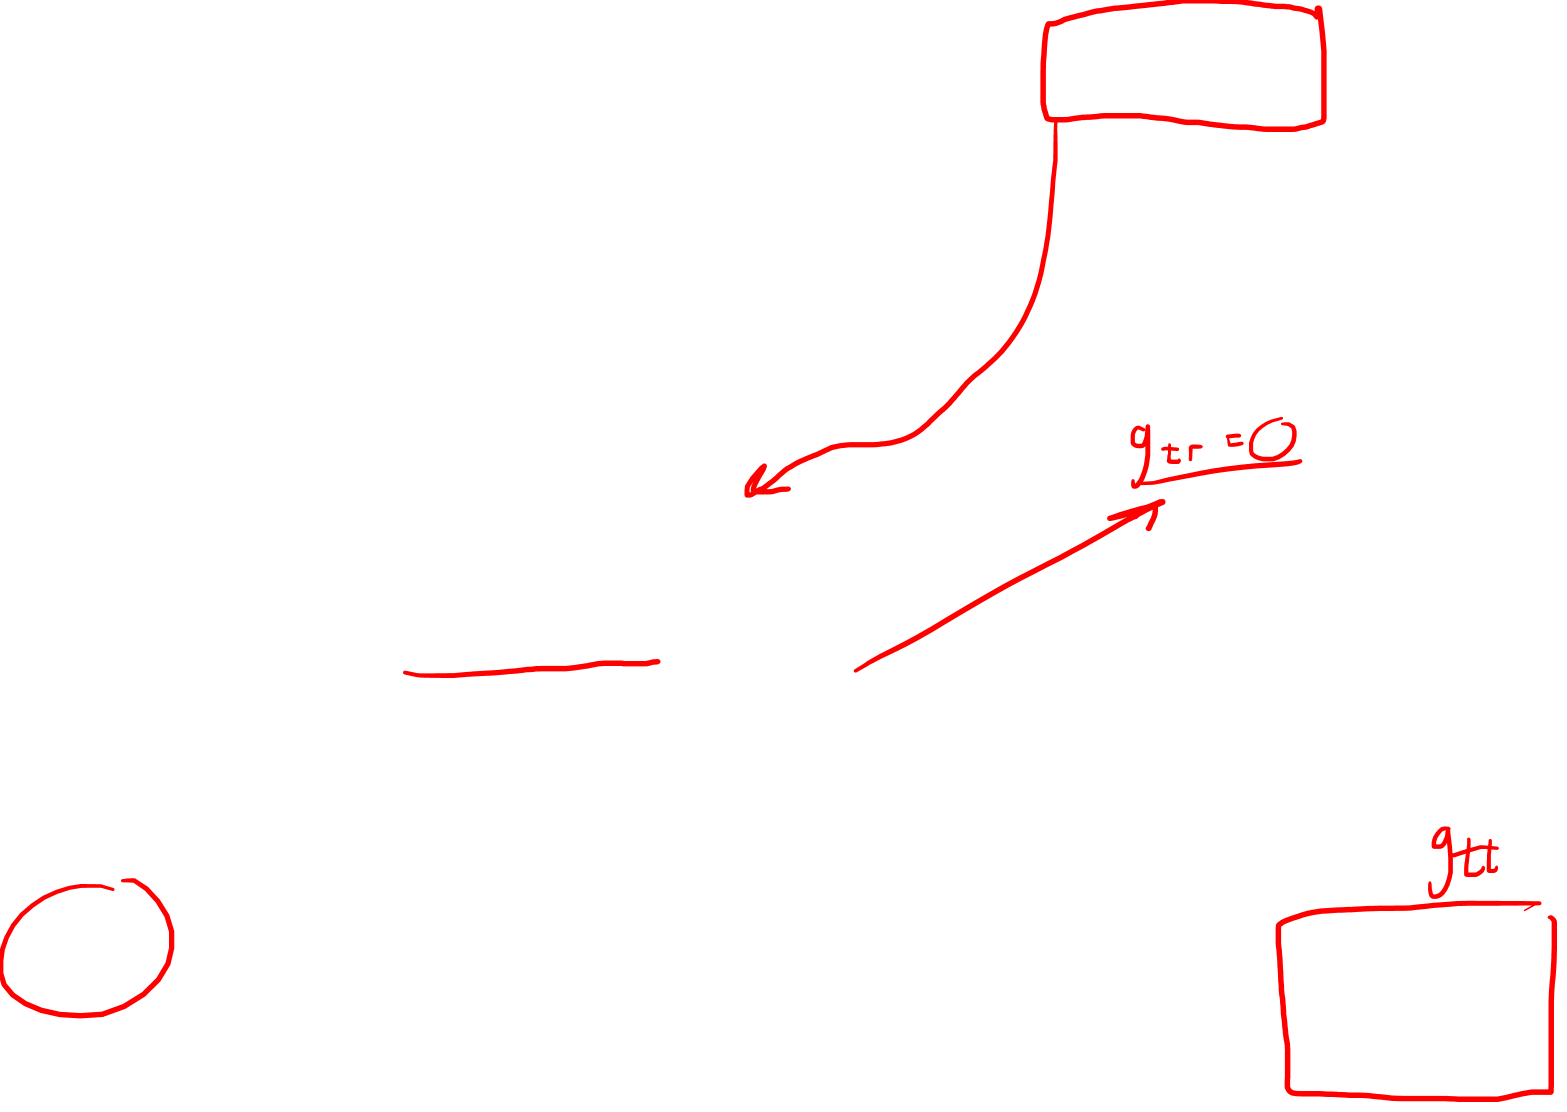 g_tr = 0
g_tt